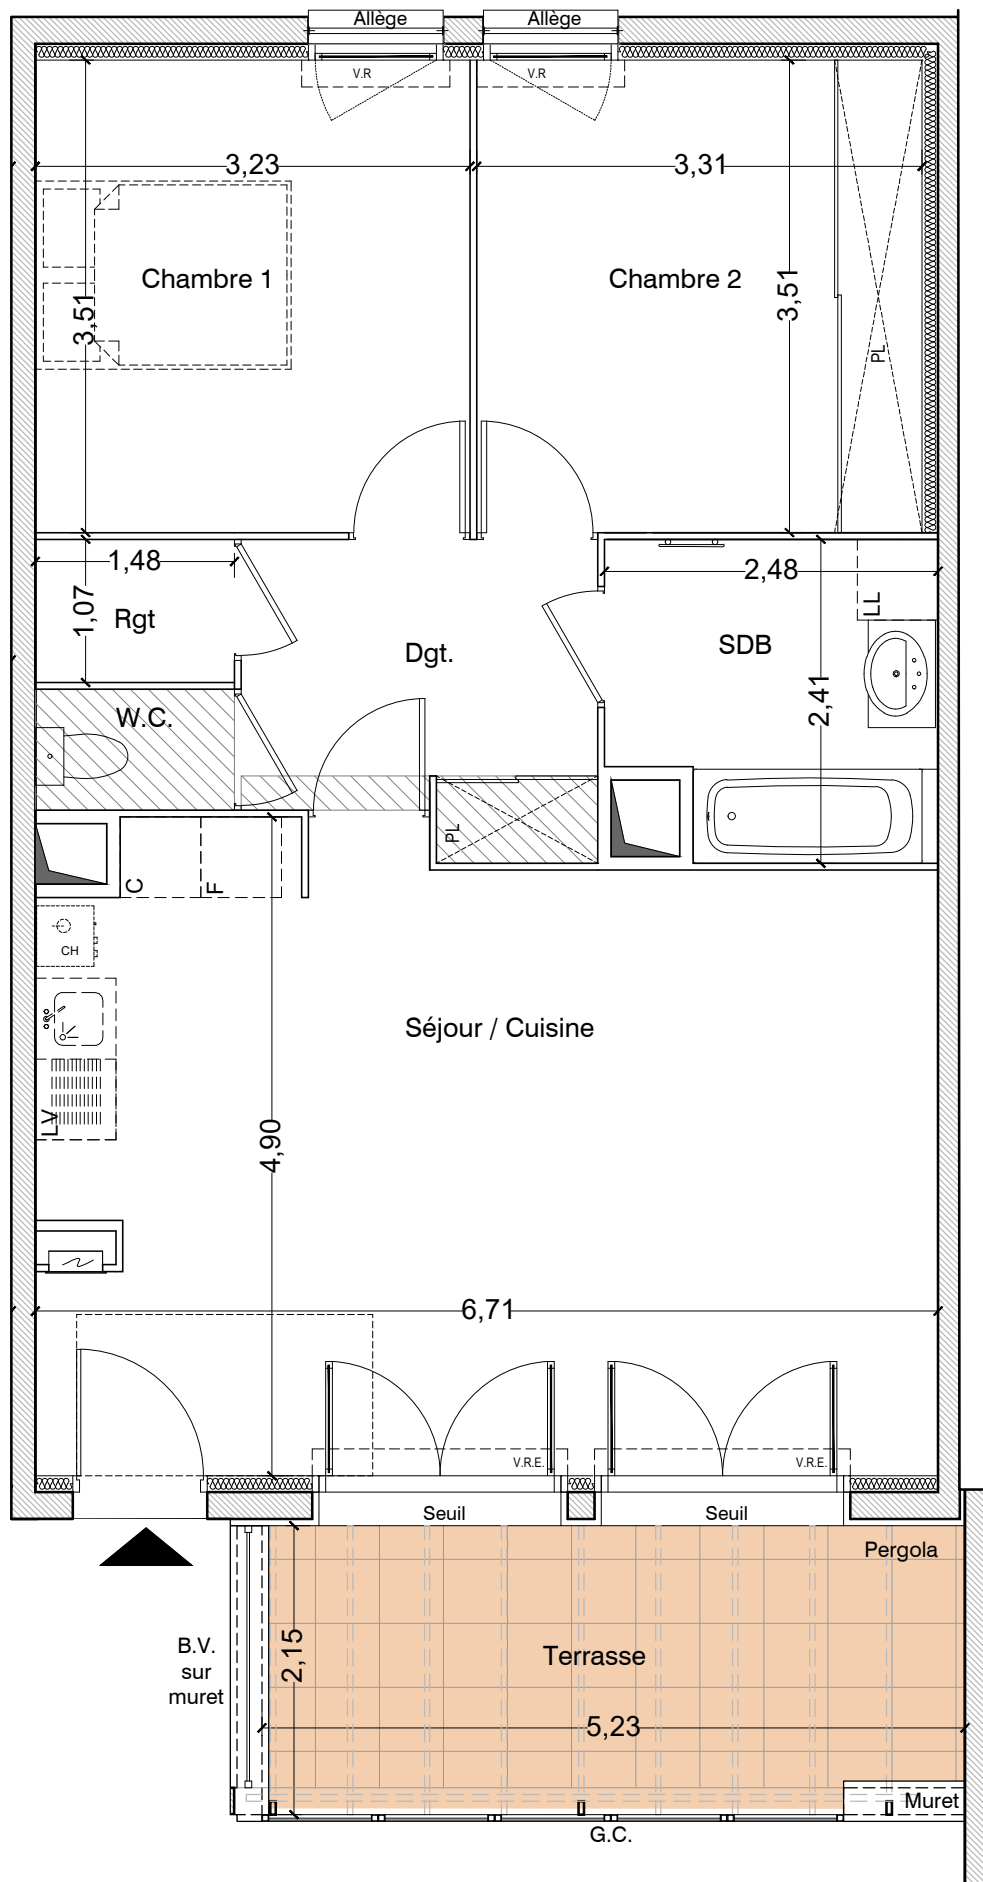 Allège
Allège
V.R
V.R
3,23
3,31
Chambre 1
Chambre 2
3,51
3,51
PL
1,48
2,48
1,07
Rgt
LL
Dgt.
SDB
2,41
W.C.
PL
C
F
CH
Séjour / Cuisine
LV
4,90
6,71
V.R.E.
V.R.E.
Seuil
Seuil
Pergola
B.V.
sur
muret
2,15
Terrasse
5,23
Muret
G.C.